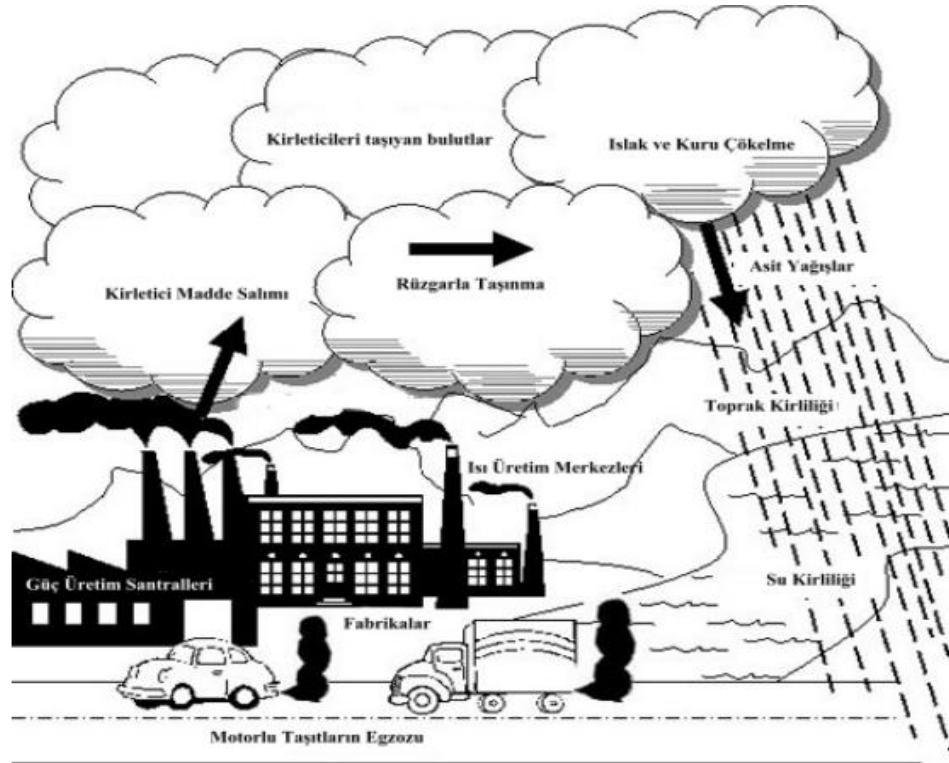 Kirleticileri taşıyan bulutlar
Islak ve Kuru Çökelme
Asit Yağışlar
Rüzgarla Taşınma
Kirletici Madde Salımı
Toprak Kirliliği
Isı Üretim Merkezleri
Güç Üretim Santralleri
Su Kirliliği
Fabrikalar
Motorlu Taşıtların Egzozu